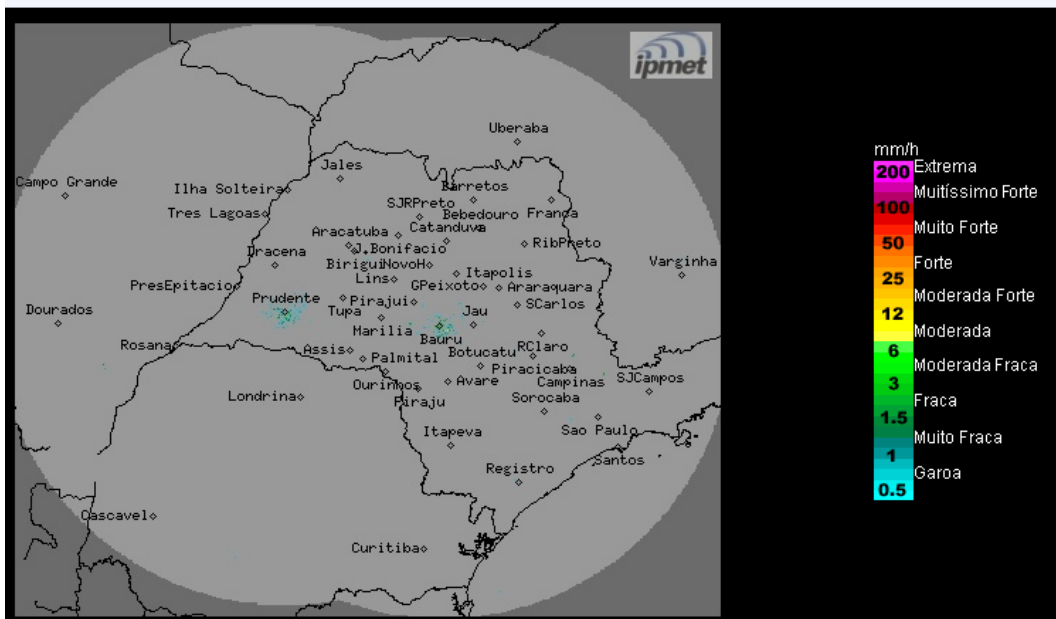 ipmet
Uberaba
Jales
Campo Grande
Ilha Solteira
Barretos
SJRPreto
Tres Lagoas
Bebedouro Franca
Catanduva
Aracatuba
RibPreto
J.Bonifacio
Dracena
Birigui NovoH
Varginha
Itapolis
Lins
GPeixoto
Araraquara
PresEpitacio
Prudente
Pirajui
SCarlos
Dourados
Tupa
Jau
Marilia
Bauru
Rosana
Assis
Botucatu
RClaro
Palmital
Piracicaba
Ourinhos
Avare
Campinas
SJCampos
Londrina
Piraju
Sorocaba
Itapeva
Sao Paulo
Santos
Registro
Cascavel
Curitiba
mm/h
200 Extrema
Muitíssimo Forte
100
Muito Forte
50
Forte
25
Moderada Forte
12
Moderada
6
Moderada Fraca
3
Fraca
1.5
Muito Fraca
1
Garoa
0.5